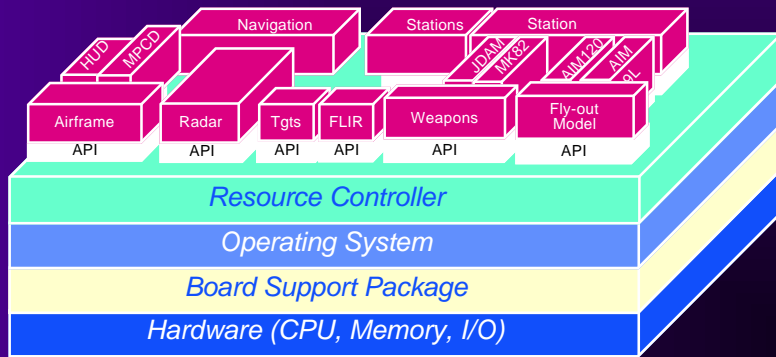 Navigation
Stations
Station
HUD
MPCD
JDAM
MK82
AIM120
AIM
9L
Airframe
Radar
Tgts
FLIR
Weapons
Fly-out
Model
API
API
API
API
API
API
Resource Controller
Operating System
Board Support Package
Hardware (CPU, Memory, I/O)